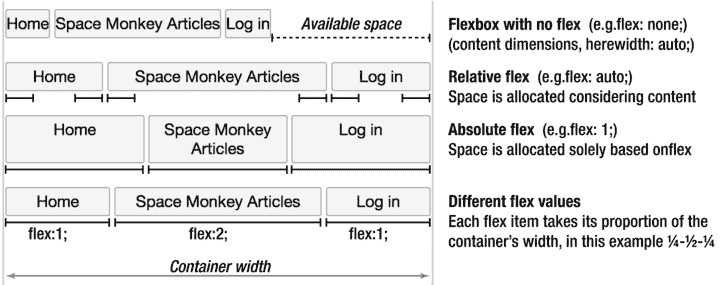 Home Space Monkey Articles Log in Available space
Flexbox with no flex (e.g.flex: none;)
(content dimensions, herewidth: auto;)
Home Space Monkey Articles Log in
Relative flex (e.g.flex: auto;)
Space is allocated considering content
Home Space Monkey Articles Log in
Absolute flex (e.g.flex: 1;)
Space is allocated solely based onflex
Home Space Monkey Articles Log in
flex:1; flex:2; flex:1;
Different flex values
Each flex item takes its proportion of the
container’s width, in this example ¼-½-¼
Container width